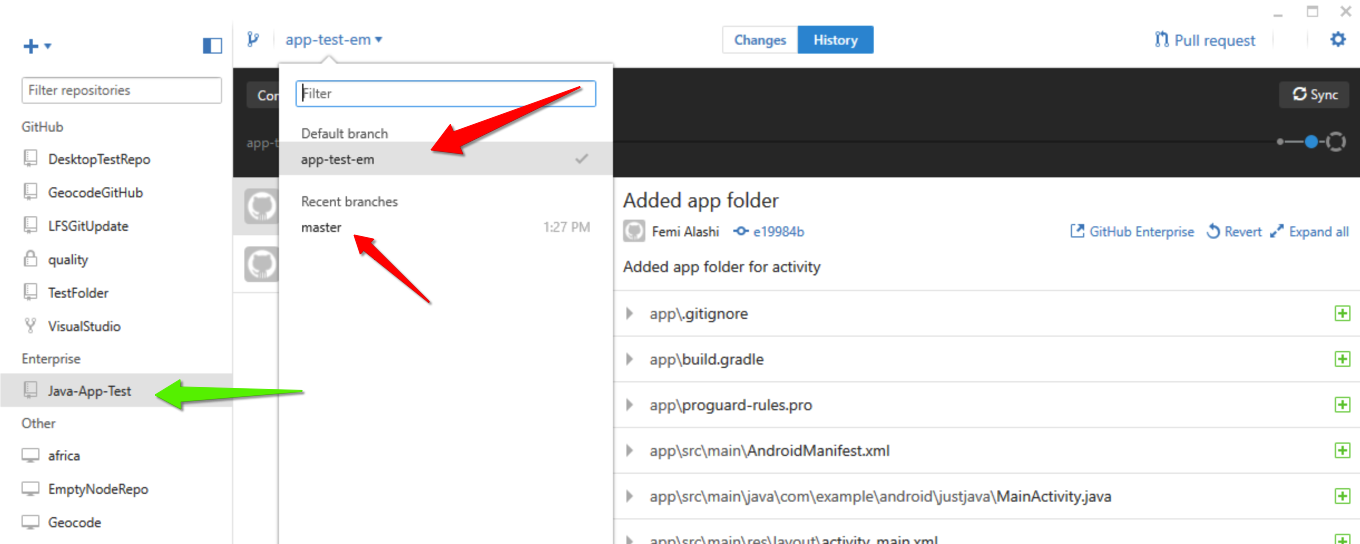 app-test-em
Changes
History
Pull request
Filter repositories
GitHub
DesktopTestRepo
GeocodeGitHub
LFSGitUpdate
quality
TestFolder
VisualStudio
Enterprise
Java-App-Test
Other
africa
EmptyNodeRepo
Geocode
Filter
Default branch
app-test-em
Recent branches
master 1:27 PM
Sync
Added app folder
Femi Alashi e19984b
GitHub Enterprise Revert Expand all
Added app folder for activity
app\.gitignore
app\build.gradle
app\proguard-rules.pro
app\src\main\AndroidManifest.xml
app\src\main\java\com\example\android\justjava\MainActivity.java
app\src\main\res\layout\activity_main.xml